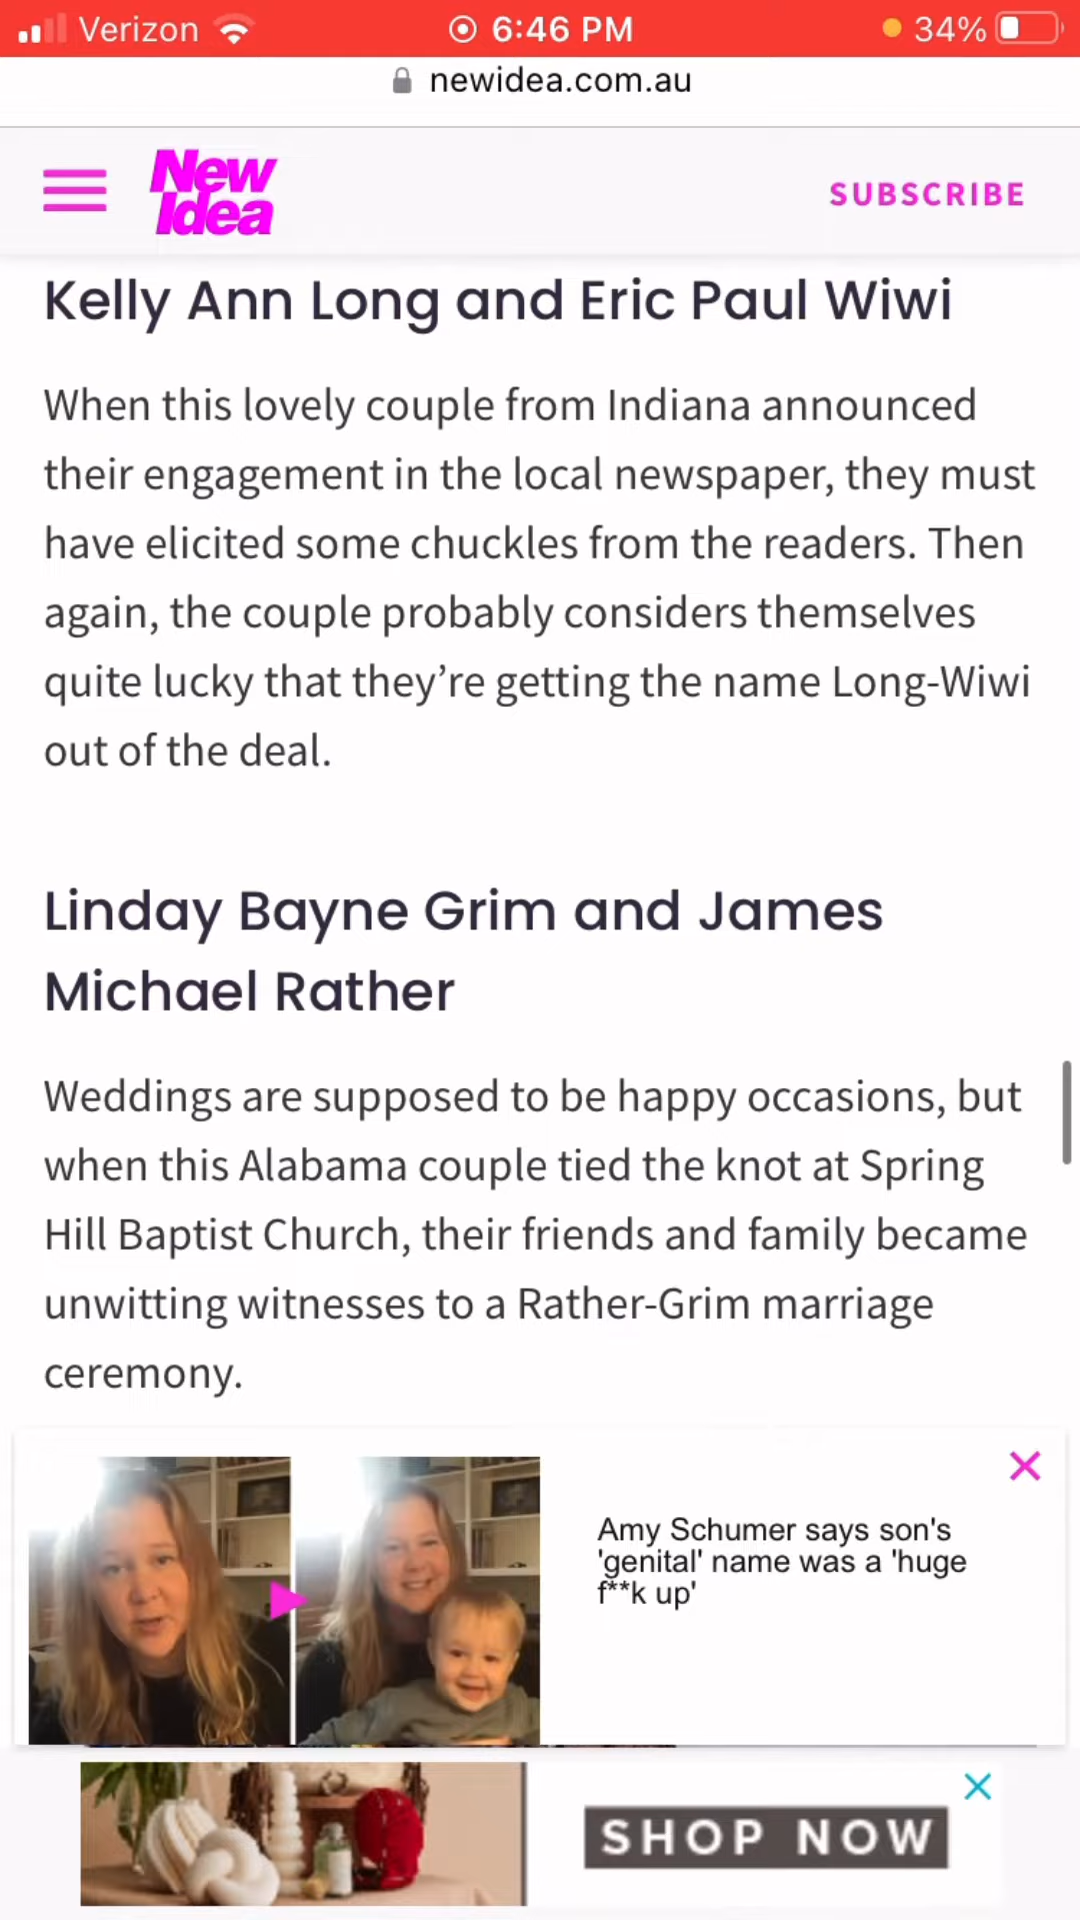 Verizon 6:46 PM 34%
newidea.com.au
New
Idea
SUBSCRIBE
Kelly Ann Long and Eric Paul Wiwi
When this lovely couple from Indiana announced
their engagement in the local newspaper, they must
have elicited some chuckles from the readers. Then
again, the couple probably considers themselves
quite lucky that they’re getting the name Long-Wiwi
out of the deal.
Linday Bayne Grim and James
Michael Rather
Weddings are supposed to be happy occasions, but
when this Alabama couple tied the knot at Spring
Hill Baptist Church, their friends and family became
unwitting witnesses to a Rather-Grim marriage
ceremony.
Amy Schumer says son's
'genital' name was a 'huge
f**k up'
SHOP NOW